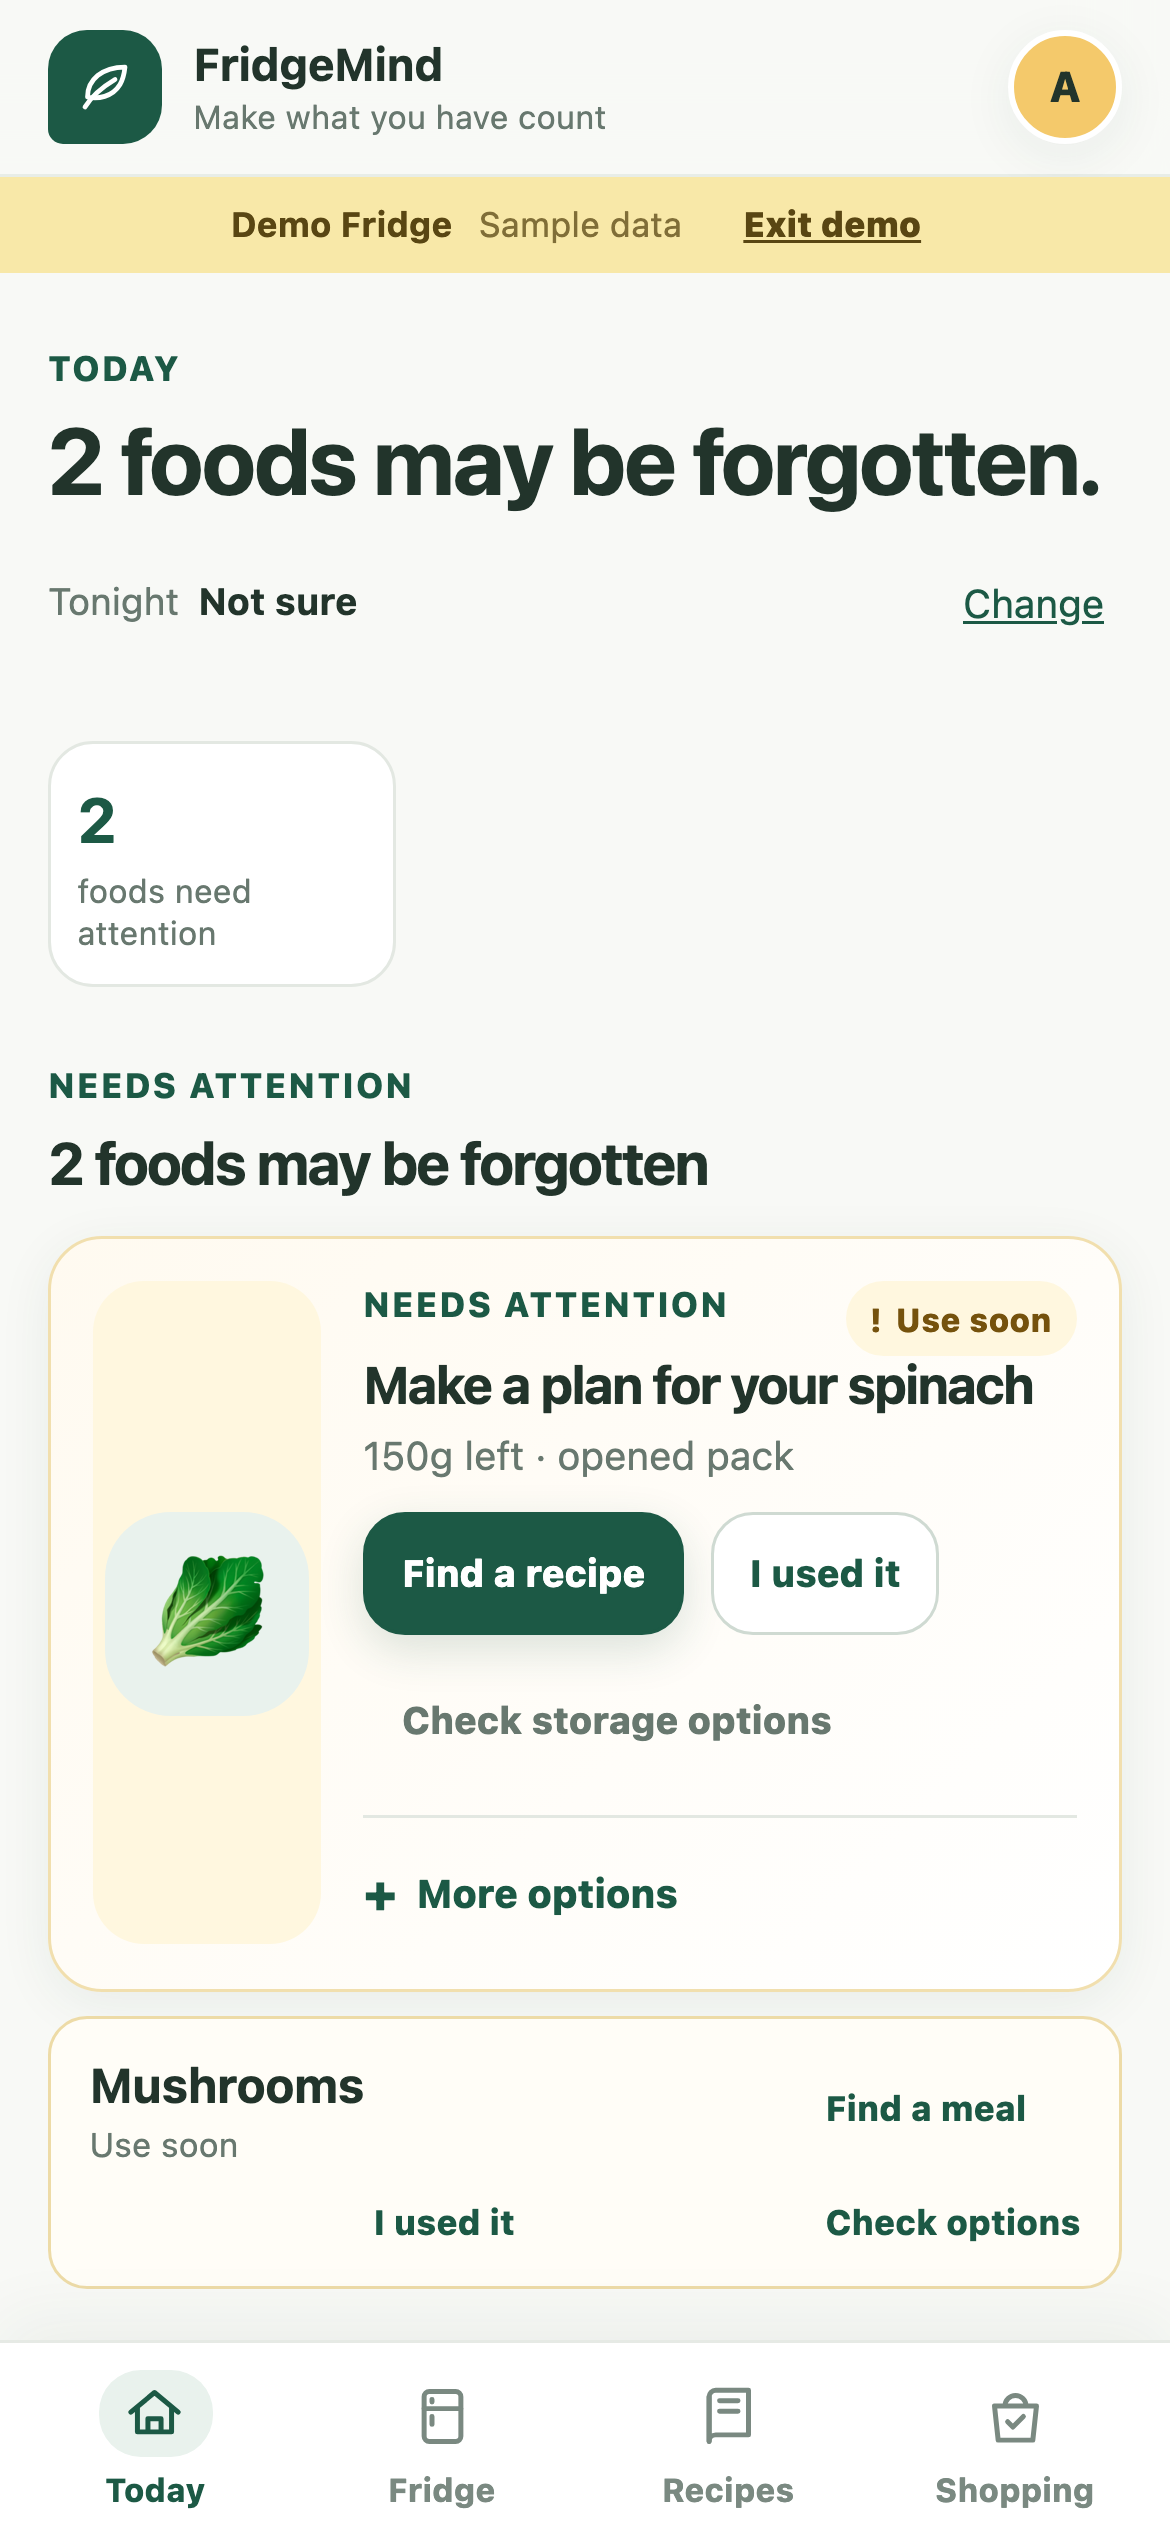 FridgeMind
Make what you have count
A
Demo Fridge Sample data Exit demo
TODAY
2 foods may be forgotten.
Tonight Not sure
Change
2
foods need
attention
NEEDS ATTENTION
2 foods may be forgotten
NEEDS ATTENTION
! Use soon
Make a plan for your spinach
150g left · opened pack
Find a recipe
I used it
Check storage options
+ More options
Mushrooms
Use soon
Find a meal
I used it
Check options
Today
Fridge
Recipes
Shopping